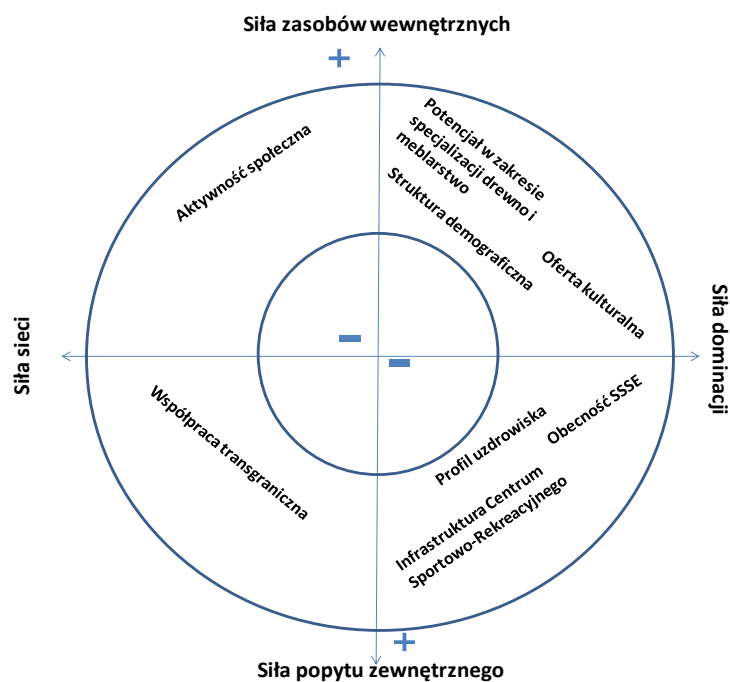 Siła zasobów wewnętrznych
+
Aktywność społeczna
Potencjał w zakresie
specjalizacji drewno i
meblarstwo
Struktura demograficzna
Oferta kulturalna
Siła sieci
Siła dominacji
Współpraca transgraniczna
Profil uzdrowiska
Obecność SSSE
Infrastruktura Centrum
Sportowo-Rekreacyjnego
+
Siła popytu zewnętrznego